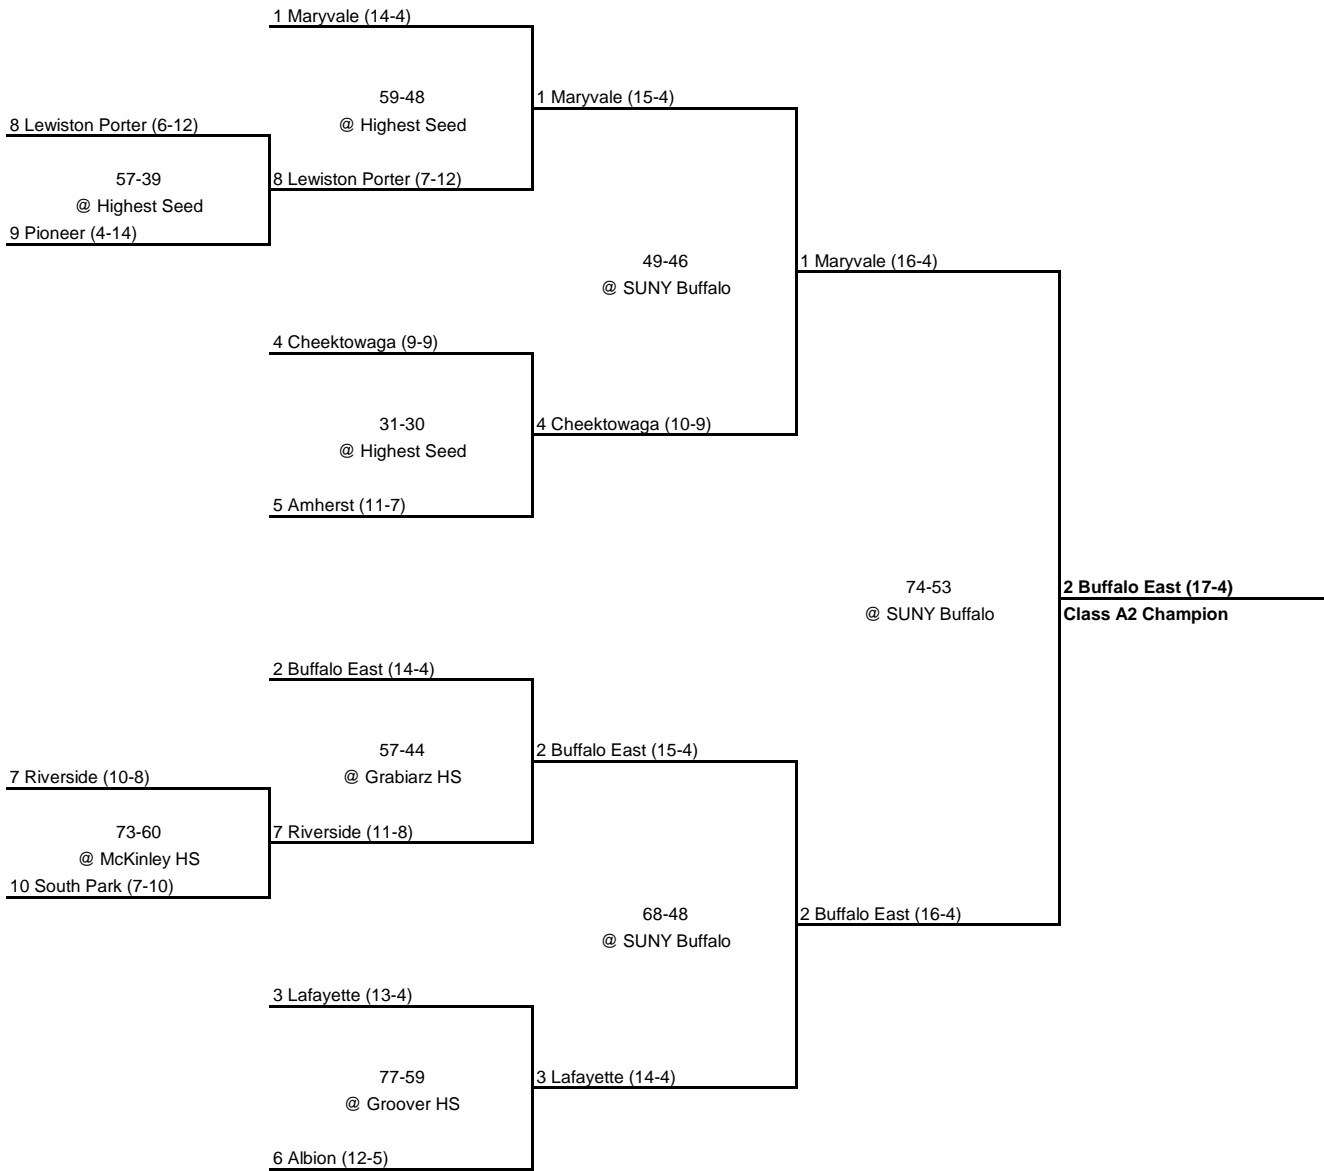 1 Maryvale (14-4)
59-48
@ Highest Seed
1 Maryvale (15-4)
8 Lewiston Porter (6-12)
57-39
@ Highest Seed
8 Lewiston Porter (7-12)
9 Pioneer (4-14)
49-46
@ SUNY Buffalo
1 Maryvale (16-4)
4 Cheektowaga (9-9)
31-30
@ Highest Seed
4 Cheektowaga (10-9)
5 Amherst (11-7)
74-53
@ SUNY Buffalo
2 Buffalo East (17-4)
Class A2 Champion
2 Buffalo East (14-4)
57-44
@ Grabiarz HS
2 Buffalo East (15-4)
7 Riverside (10-8)
73-60
@ McKinley HS
7 Riverside (11-8)
10 South Park (7-10)
68-48
@ SUNY Buffalo
2 Buffalo East (16-4)
3 Lafayette (13-4)
77-59
@ Groover HS
3 Lafayette (14-4)
6 Albion (12-5)